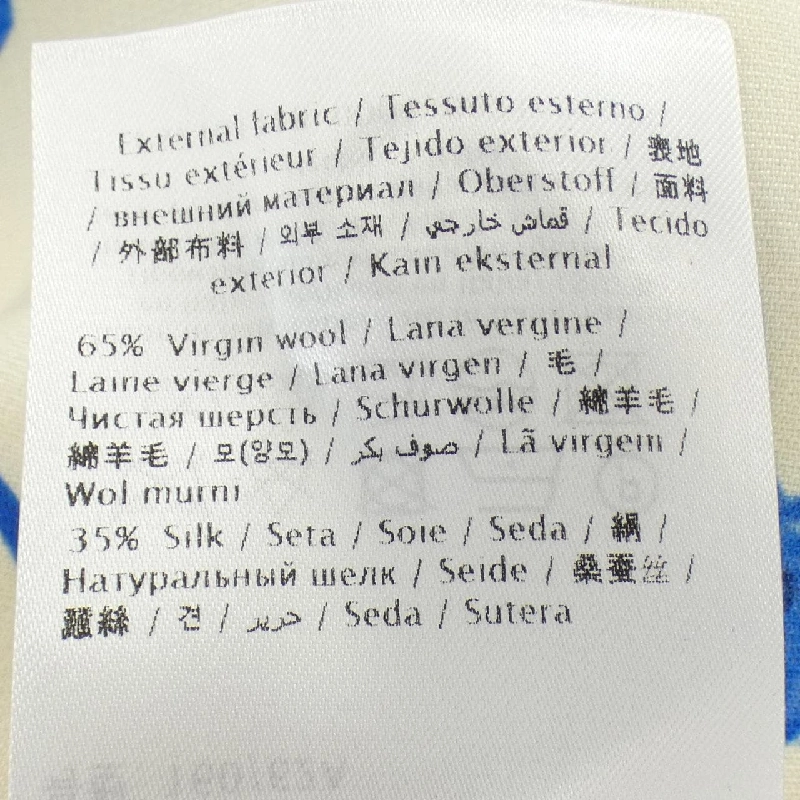 External fabric / Tessuto esterno /
Tissu extérieur / Tejido exterior / 表地
/ внешний материал / Oberstoff / 面料
/ 外部布料 / 외부 소재 / قماش خارجي / Tecido
exterior / Kain eksternal
65% Virgin wool / Lana vergine /
Laine vierge / Lana virgen / 毛 /
Чистая шерсть / Schurwolle / 綿羊毛 /
綿羊毛 / 모(양모) / صوف بكر / Lã virgem /
Wol murni
35% Silk / Seta / Soie / Seda / 絹 /
Натуральный шелк / Seide / 桑蚕丝 /
蠶絲 / 견 / حرير / Seda / Sutera